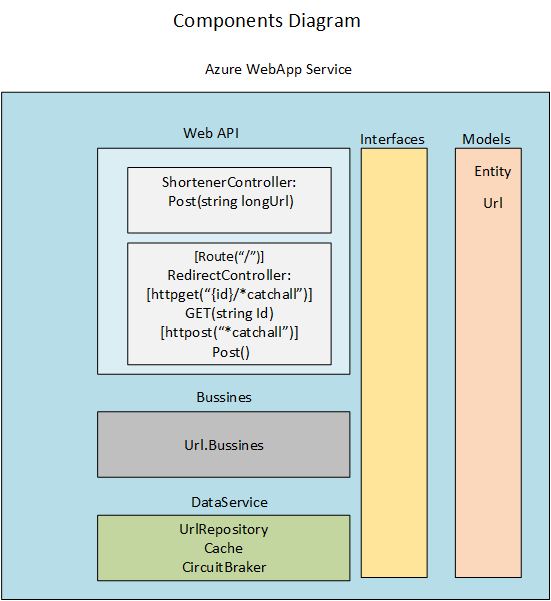 Components Diagram
Azure WebApp Service
Web API
Interfaces
Models
ShortenerController:
Post(string longUrl)
[Route(“/”)]
RedirectController:
[httpget(“{id}/*catchall”)]
GET(string Id)
[httpost(“*catchall”)]
Post()
Entity
Url
Bussines
Url.Bussines
DataService
UrlRepository
Cache
CircuitBraker